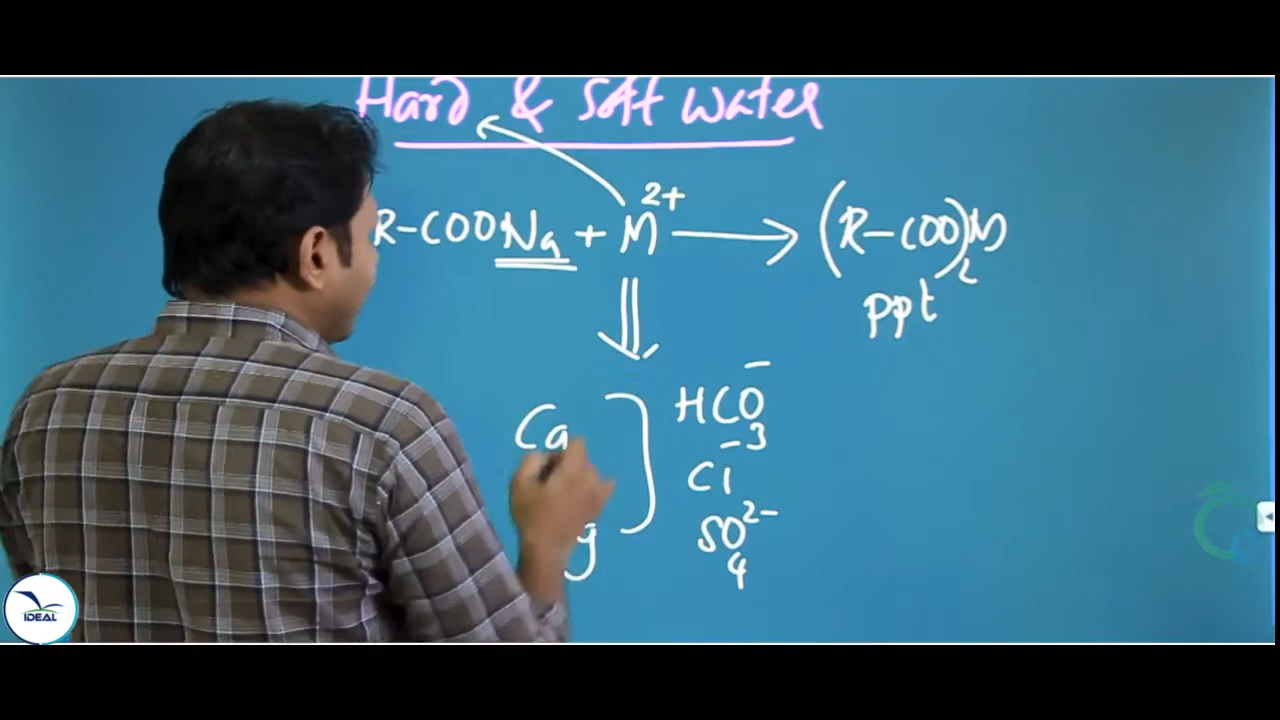 Hard & Soft Water
R-COONa + M²⁺ ⟶ (R-COO)₂M
ppt
HCO₃⁻
Ca
Cl⁻
SO₄²⁻
g
IDEAL